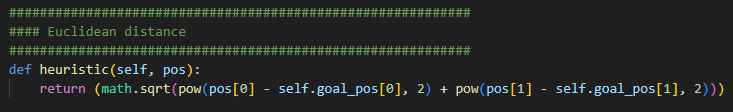 ############################################################
#### Euclidean distance
############################################################
def heuristic(self, pos):
    return (math.sqrt(pow(pos[0] - self.goal_pos[0], 2) + pow(pos[1] - self.goal_pos[1], 2)))